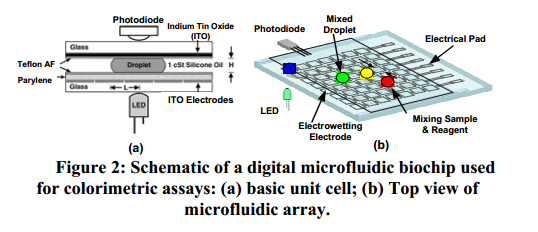 Photodiode
Indium Tin Oxide
(ITO)
Glass
Teflon AF
Droplet
1 cSt Silicone Oil
H
Parylene
Glass
L
ITO Electrodes
LED
(a)
Photodiode
Mixed
Droplet
Electrical Pad
LED
Electrowetting
Electrode
Mixing Sample
& Reagent
(b)
Figure 2: Schematic of a digital microfluidic biochip used
for colorimetric assays: (a) basic unit cell; (b) Top view of
microfluidic array.